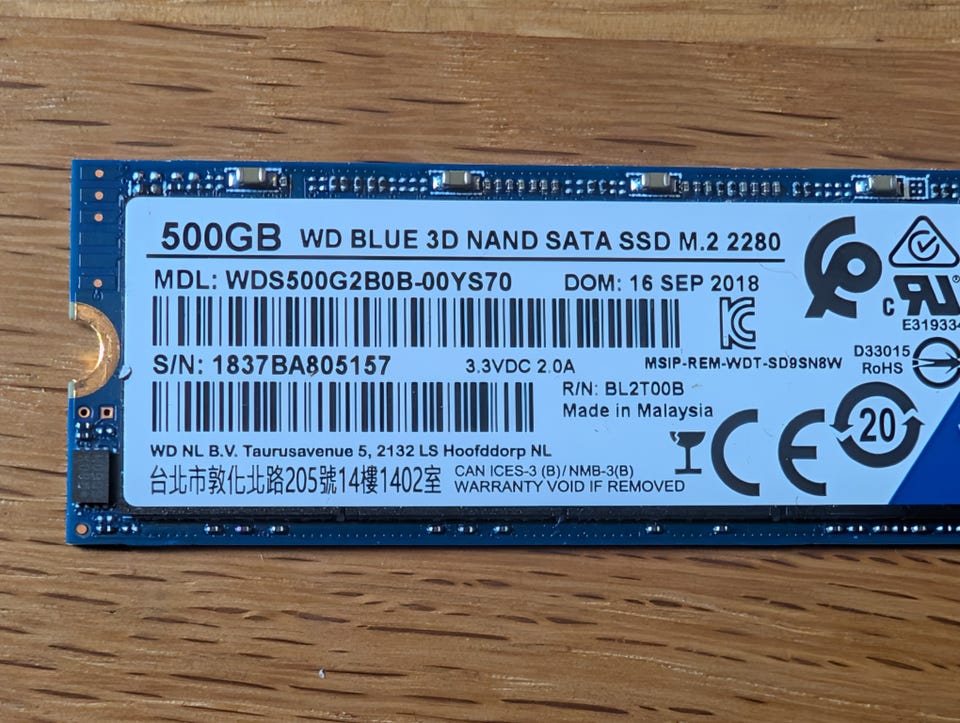 500GB WD BLUE 3D NAND SATA SSD M.2 2280
MDL: WDS500G2B0B-00YS70 DOM: 16 SEP 2018
S/N: 1837BA805157 3.3VDC 2.0A MSIP-REM-WDT-SD9SN8W
R/N: BL2T00B
Made in Malaysia
WD NL B.V. Taurusavenue 5, 2132 LS Hoofddorp NL
台北市敦化北路205號14樓1402室
CAN ICES-3 (B)/NMB-3(B)
WARRANTY VOID IF REMOVED
E319334
D33015
RoHS
20